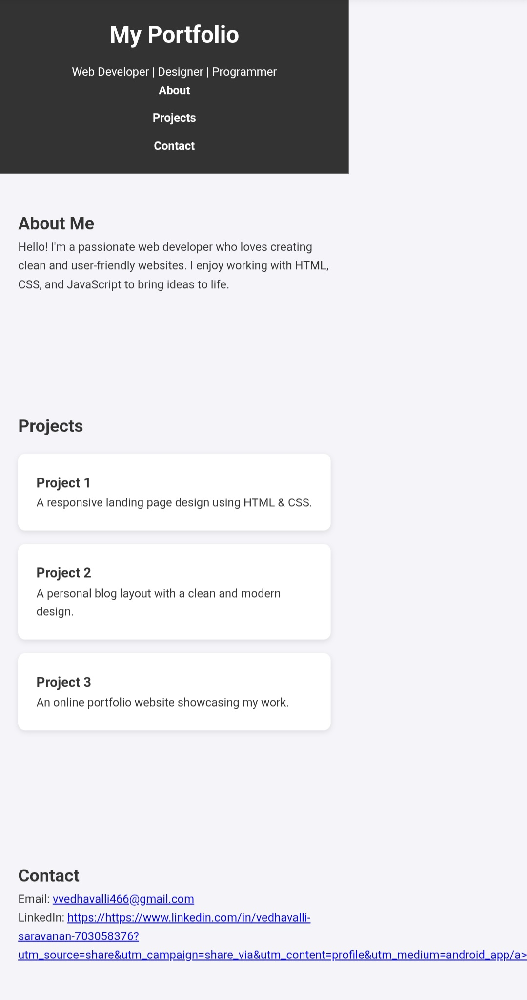 My Portfolio
Web Developer | Designer | Programmer
About
Projects
Contact
About Me
Hello! I'm a passionate web developer who loves creating
clean and user-friendly websites. I enjoy working with HTML,
CSS, and JavaScript to bring ideas to life.
Projects
Project 1
A responsive landing page design using HTML & CSS.
Project 2
A personal blog layout with a clean and modern
design.
Project 3
An online portfolio website showcasing my work.
Contact
Email: vvedhavalli466@gmail.com
LinkedIn: https://https://www.linkedin.com/in/vedhavalli-
saravanan-703058376?
utm_source=share&utm_campaign=share_via&utm_content=profile&utm_medium=android_app/a>